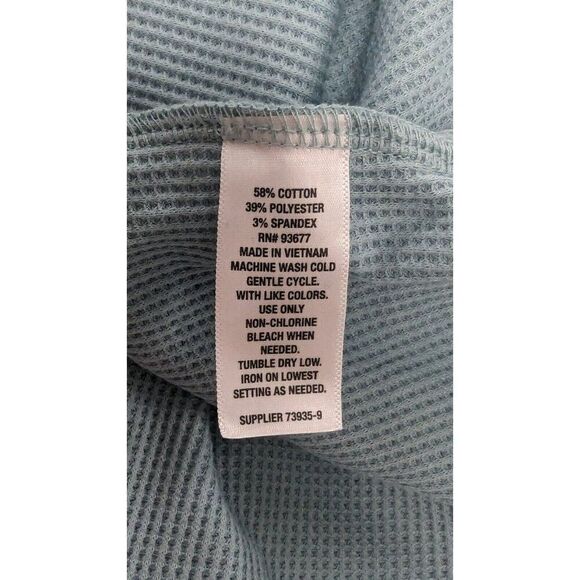 58% COTTON
39% POLYESTER
3% SPANDEX
RN# 93677
MADE IN VIETNAM
MACHINE WASH COLD
GENTLE CYCLE.
WITH LIKE COLORS.
USE ONLY
NON-CHLORINE
BLEACH WHEN
NEEDED.
TUMBLE DRY LOW.
IRON ON LOWEST
SETTING AS NEEDED.
SUPPLIER 73935-9